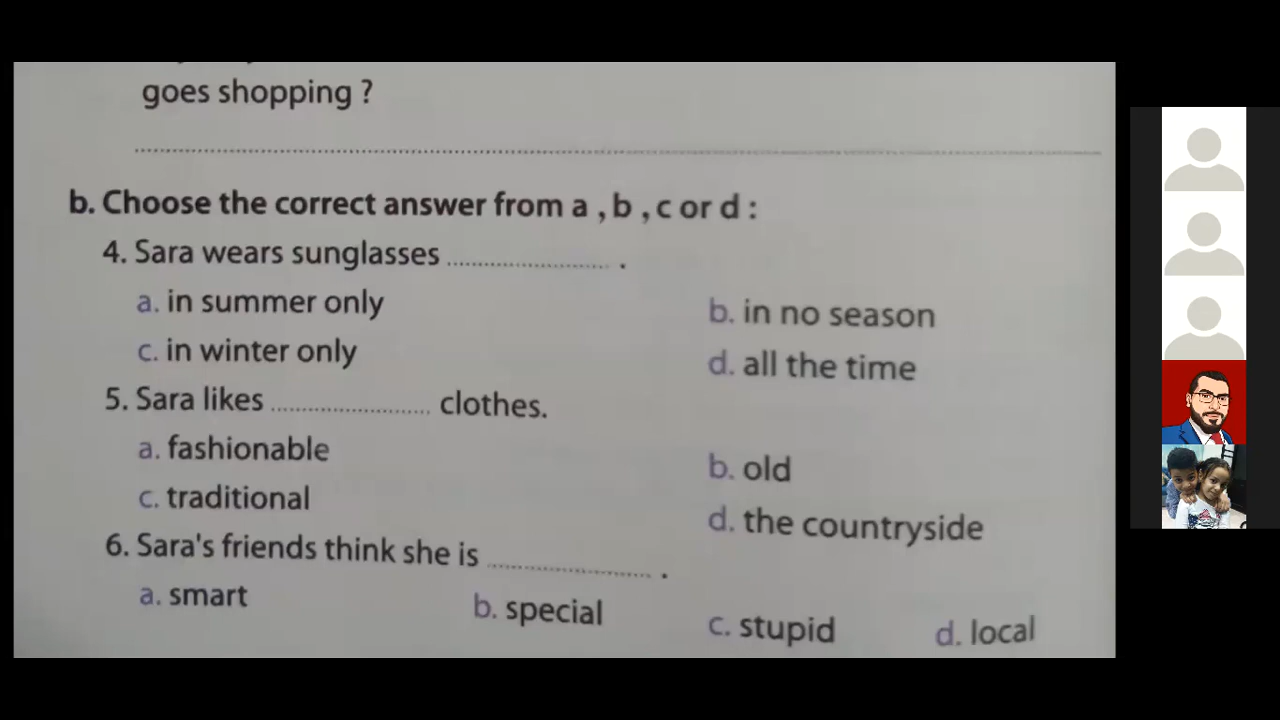 goes shopping ?
b. Choose the correct answer from a , b , c or d :
4. Sara wears sunglasses .................... .
a. in summer only
b. in no season
c. in winter only
d. all the time
5. Sara likes .................... clothes.
a. fashionable
b. old
c. traditional
d. the countryside
6. Sara's friends think she is .................... .
a. smart b. special c. stupid d. local